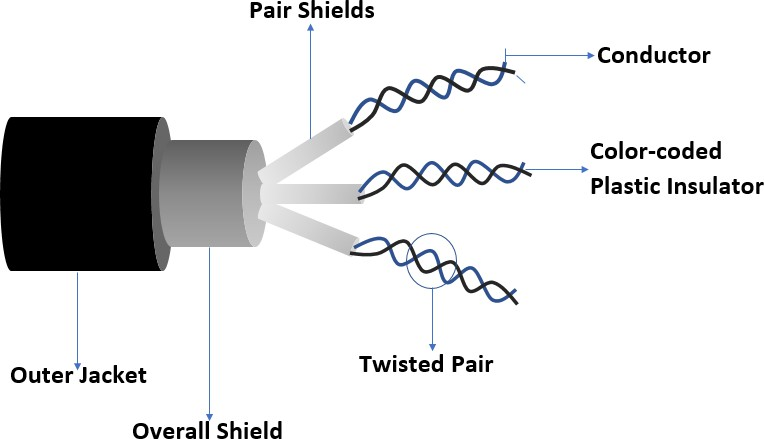 Pair Shields
Conductor
Color-coded
Plastic Insulator
Twisted Pair
Outer Jacket
Overall Shield